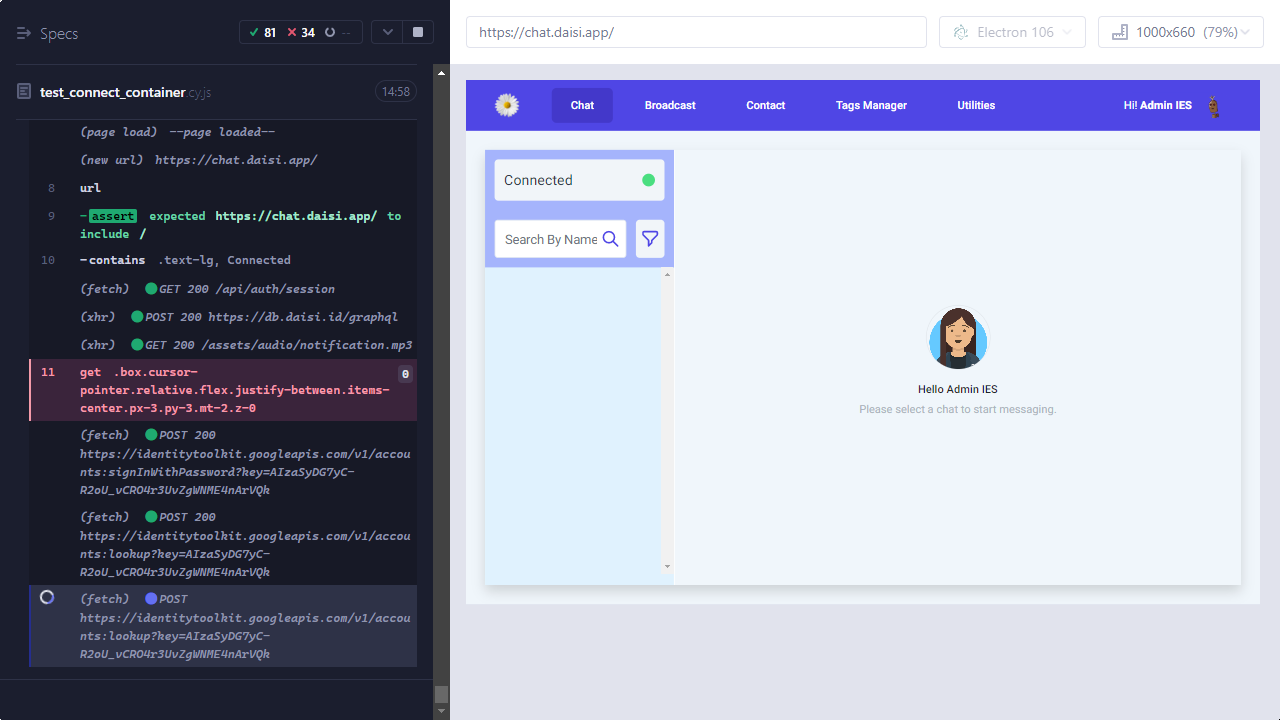 Specs
81
34
--
test_connect_container.cy.js
14:58
(page load) --page loaded--
(new url) https://chat.daisi.app/
8 url
9 -assert expected https://chat.daisi.app/ to
include /
10 -contains .text-lg, Connected
(fetch) GET 200 /api/auth/session
(xhr) POST 200 https://db.daisi.id/graphql
(xhr) GET 200 /assets/audio/notification.mp3
11 get .box.cursor- 0
pointer.relative.flex.justify-between.items-
center.px-3.py-3.mt-2.z-0
(fetch) POST 200
https://identitytoolkit.googleapis.com/v1/accou
nts:signInWithPassword?key=AIzaSyDG7yC-
R2oU_vCRO4r3UvZgWNME4nArVQk
(fetch) POST 200
https://identitytoolkit.googleapis.com/v1/accou
nts:lookup?key=AIzaSyDG7yC-
R2oU_vCRO4r3UvZgWNME4nArVQk
(fetch) POST
https://identitytoolkit.googleapis.com/v1/accou
nts:lookup?key=AIzaSyDG7yC-
R2oU_vCRO4r3UvZgWNME4nArVQk
https://chat.daisi.app/
Electron 106
1000x660 (79%)
Chat
Broadcast
Contact
Tags Manager
Utilities
Hi! Admin IES
Connected
Search By Name
Hello Admin IES
Please select a chat to start messaging.